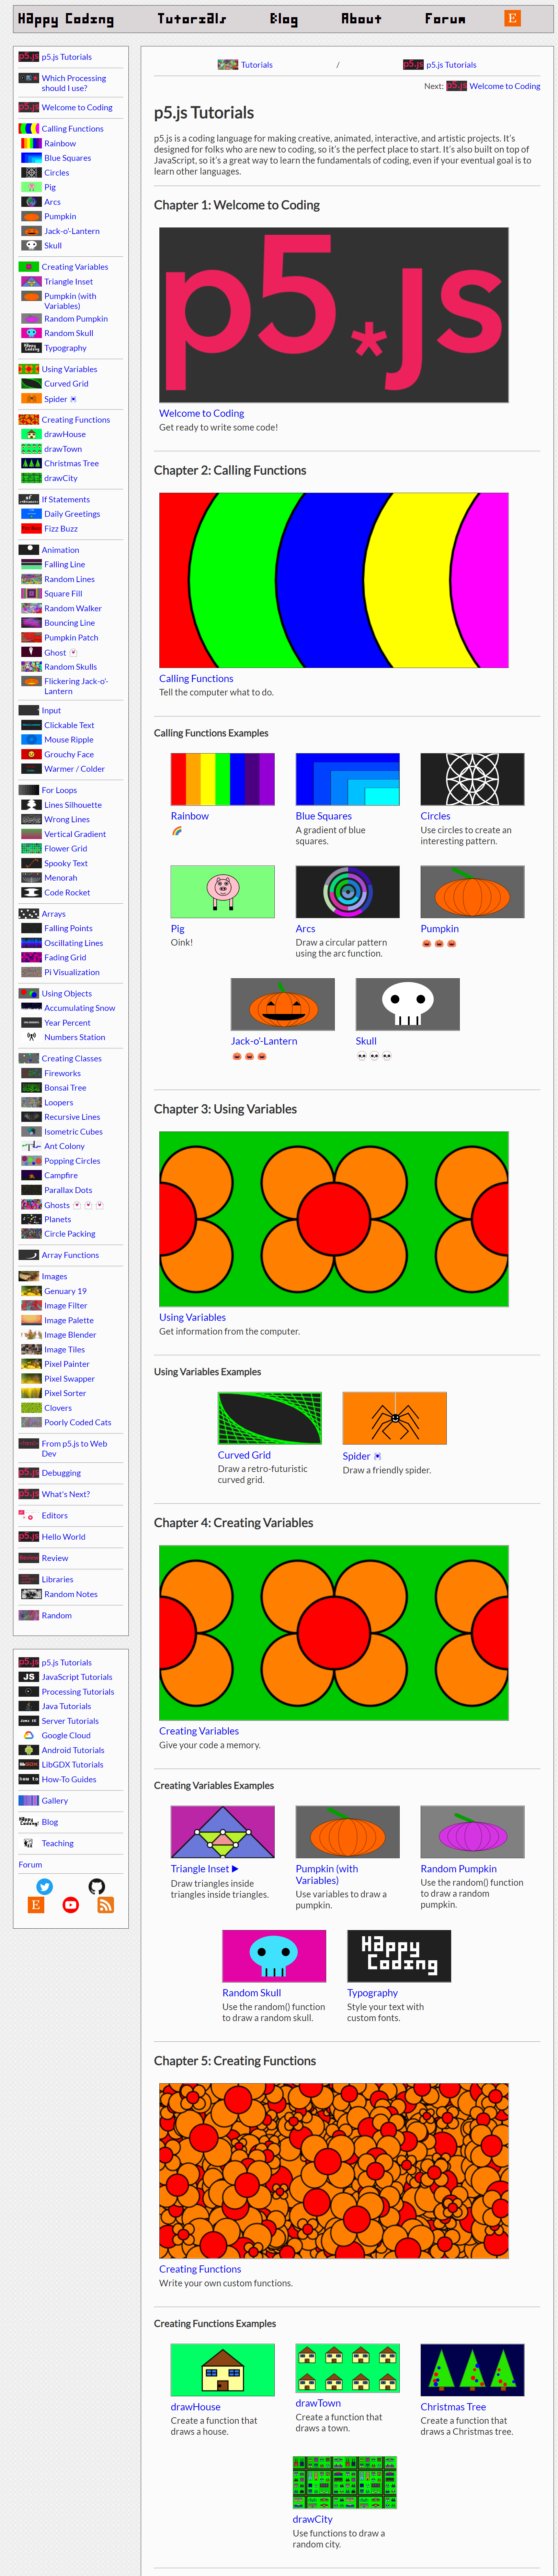 Happy Coding
Tutorials
Blog
About
Forum
E
p5.js Tutorials
Which Processing
should I use?
Welcome to Coding
Calling Functions
Rainbow
Blue Squares
Circles
Pig
Arcs
Pumpkin
Jack-o'-Lantern
Skull
Creating Variables
Triangle Inset
Pumpkin (with
Variables)
Random Pumpkin
Random Skull
Typography
Using Variables
Curved Grid
Spider
Creating Functions
drawHouse
drawTown
Christmas Tree
drawCity
If Statements
Daily Greetings
Fizz Buzz
Animation
Falling Line
Random Lines
Square Fill
Random Walker
Bouncing Line
Pumpkin Patch
Ghost
Random Skulls
Flickering Jack-o'-
Lantern
Input
Clickable Text
Mouse Ripple
Grouchy Face
Warmer / Colder
For Loops
Lines Silhouette
Wrong Lines
Vertical Gradient
Flower Grid
Spooky Text
Menorah
Code Rocket
Arrays
Falling Points
Oscillating Lines
Fading Grid
Pi Visualization
Using Objects
Accumulating Snow
Year Percent
Numbers Station
Creating Classes
Fireworks
Bonsai Tree
Loopers
Recursive Lines
Isometric Cubes
Ant Colony
Popping Circles
Campfire
Parallax Dots
Ghosts
Planets
Circle Packing
Array Functions
Images
Genuary 19
Image Filter
Image Palette
Image Blender
Image Tiles
Pixel Painter
Pixel Swapper
Pixel Sorter
Clovers
Poorly Coded Cats
From p5.js to Web
Dev
Debugging
What's Next?
Editors
Hello World
Review
Libraries
Random Notes
Random
p5.js Tutorials
JS JavaScript Tutorials
Processing Tutorials
Java Tutorials
Server Tutorials
Google Cloud
Android Tutorials
LibGDX Tutorials
How-To Guides
Gallery
Blog
Teaching
Forum
E
Tutorials
/
p5.js Tutorials
Next: p5.js Welcome to Coding
p5.js Tutorials
p5.js is a coding language for making creative, animated, interactive, and artistic projects. It's
designed for folks who are new to coding, so it's the perfect place to start. It's also built on top of
JavaScript, so it's a great way to learn the fundamentals of coding, even if your eventual goal is to
learn other languages.
Chapter 1: Welcome to Coding
p5.js
Welcome to Coding
Get ready to write some code!
Chapter 2: Calling Functions
Calling Functions
Tell the computer what to do.
Calling Functions Examples
Rainbow
Blue Squares
A gradient of blue
squares.
Circles
Use circles to create an
interesting pattern.
Pig
Oink!
Arcs
Draw a circular pattern
using the arc function.
Pumpkin
Jack-o'-Lantern
Skull
Chapter 3: Using Variables
Using Variables
Get information from the computer.
Using Variables Examples
Curved Grid
Draw a retro-futuristic
curved grid.
Spider
Draw a friendly spider.
Chapter 4: Creating Variables
Creating Variables
Give your code a memory.
Creating Variables Examples
Triangle Inset
Draw triangles inside
triangles inside triangles.
Pumpkin (with
Variables)
Use variables to draw a
pumpkin.
Random Pumpkin
Use the random() function
to draw a random
pumpkin.
Random Skull
Use the random() function
to draw a random skull.
Happy
Coding
Typography
Style your text with
custom fonts.
Chapter 5: Creating Functions
Creating Functions
Write your own custom functions.
Creating Functions Examples
drawHouse
Create a function that
draws a house.
drawTown
Create a function that
draws a town.
Christmas Tree
Create a function that
draws a Christmas tree.
drawCity
Use functions to draw a
random city.